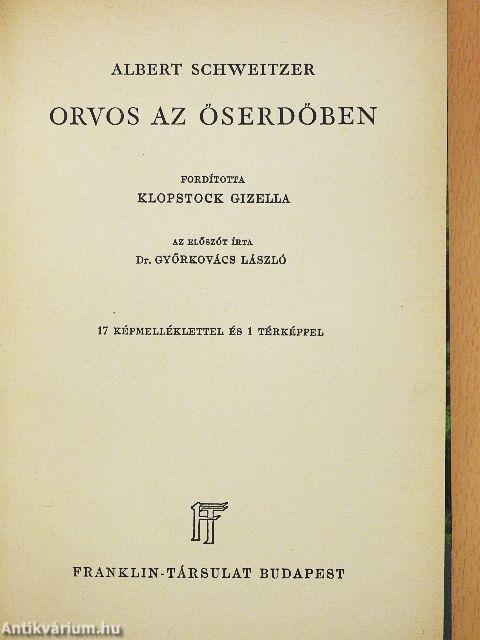 ALBERT SCHWEITZER
ORVOS AZ ŐSERDŐBEN
FORDÍTOTTA
KLOPSTOCK GIZELLA
AZ ELŐSZÓT ÍRTA
Dr. GYŐRKOVÁCS LÁSZLÓ
17 KÉPMELLÉKLETTEL ÉS 1 TÉRKÉPPEL
FT
FRANKLIN-TÁRSULAT BUDAPEST
Antikvárium.hu